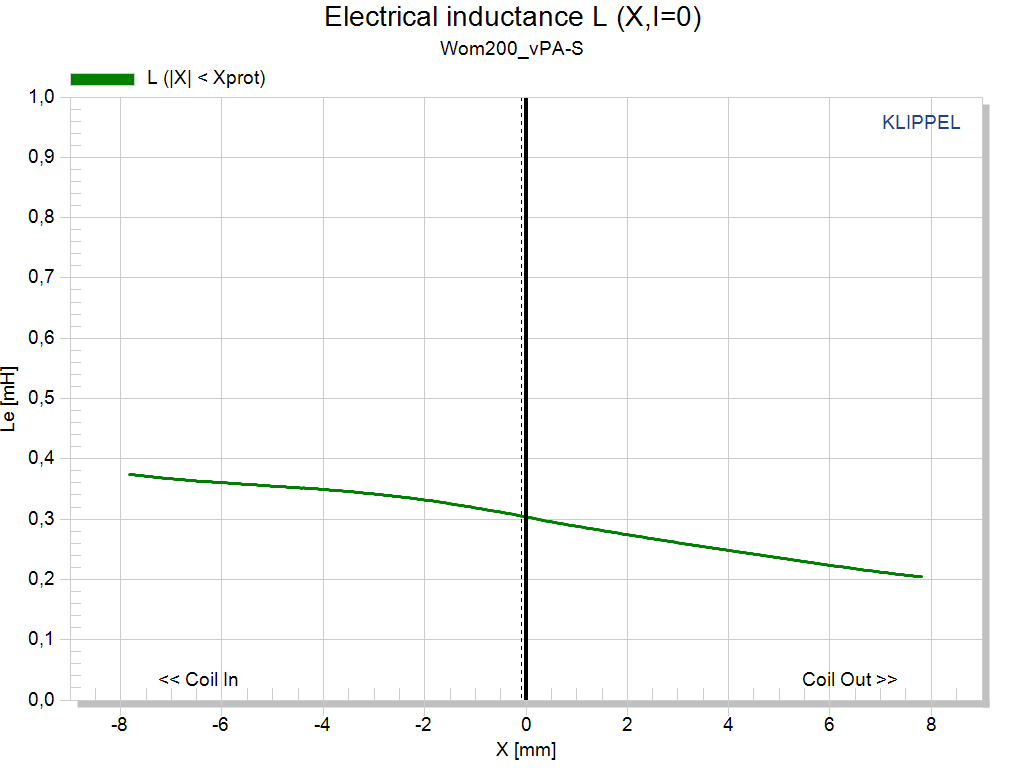 Electrical inductance L (X,I=0)
Wom200_vPA-S
L (|X| < Xprot)
KLIPPEL
1,0
0,9
0,8
0,7
0,6
0,5
0,4
0,3
0,2
0,1
0,0
Le [mH]
<< Coil In
Coil Out >>
-8 -6 -4 -2 0 2 4 6 8
X [mm]